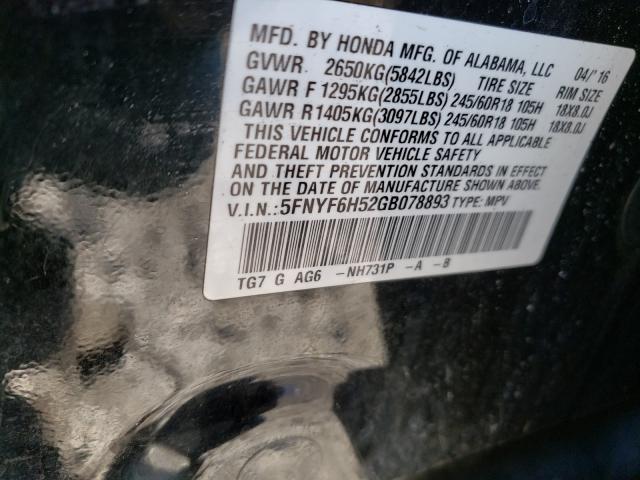 MFD. BY HONDA MFG. OF ALABAMA, LLC 04/'16
GVWR 2650KG(5842LBS) TIRE SIZE RIM SIZE
GAWR F 1295KG(2855LBS) 245/60R18 105H 18X8.0J
GAWR R1405KG(3097LBS) 245/60R18 105H 18X8.0J
THIS VEHICLE CONFORMS TO ALL APPLICABLE
FEDERAL MOTOR VEHICLE SAFETY
AND THEFT PREVENTION STANDARDS IN EFFECT
ON THE DATE OF MANUFACTURE SHOWN ABOVE.
V.I.N.:5FNYF6H52GB078893 TYPE: MPV
TG7 G AG6 -NH731P -A -B